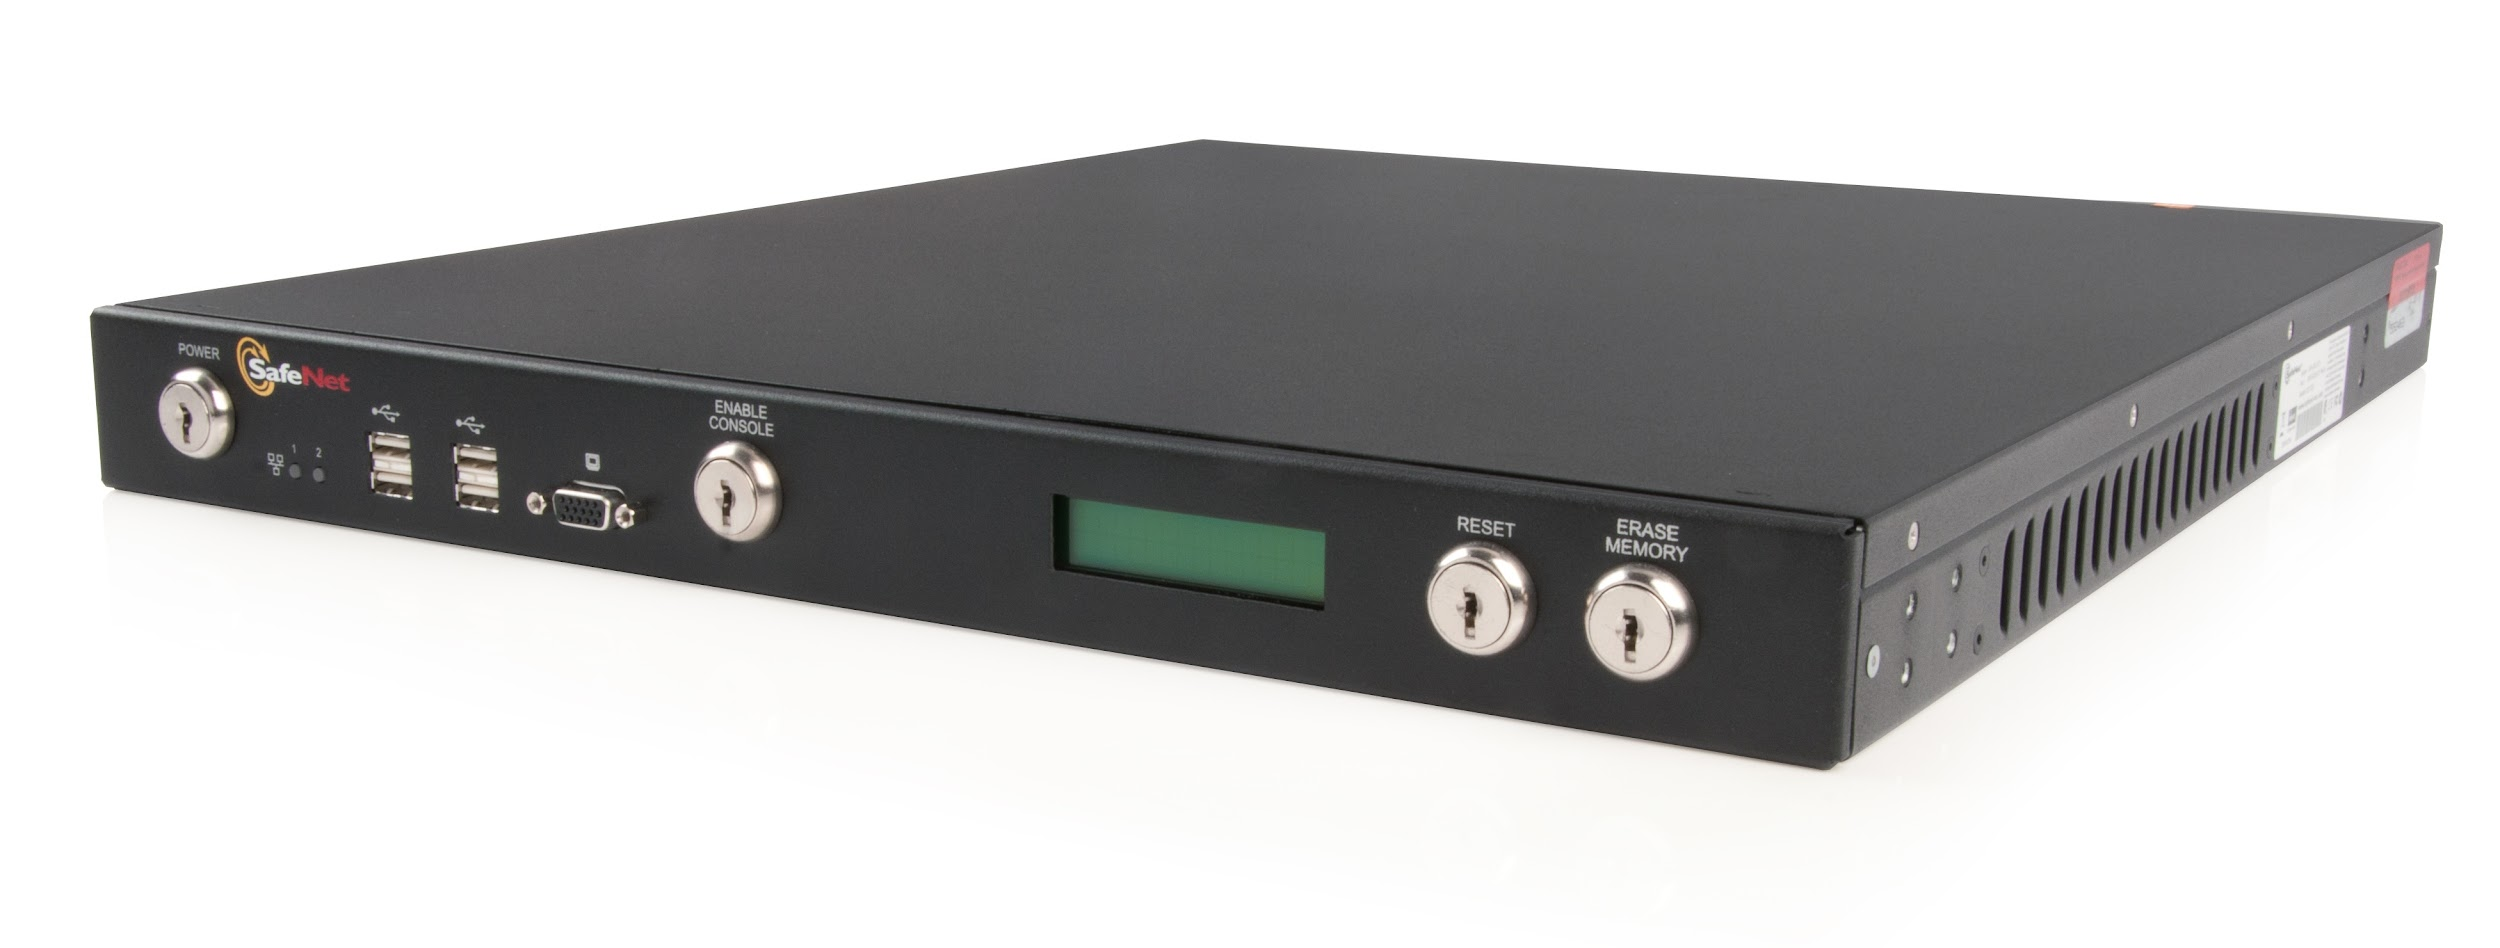 POWER
SafeNet
1 2
ENABLE
CONSOLE
RESET
ERASE
MEMORY